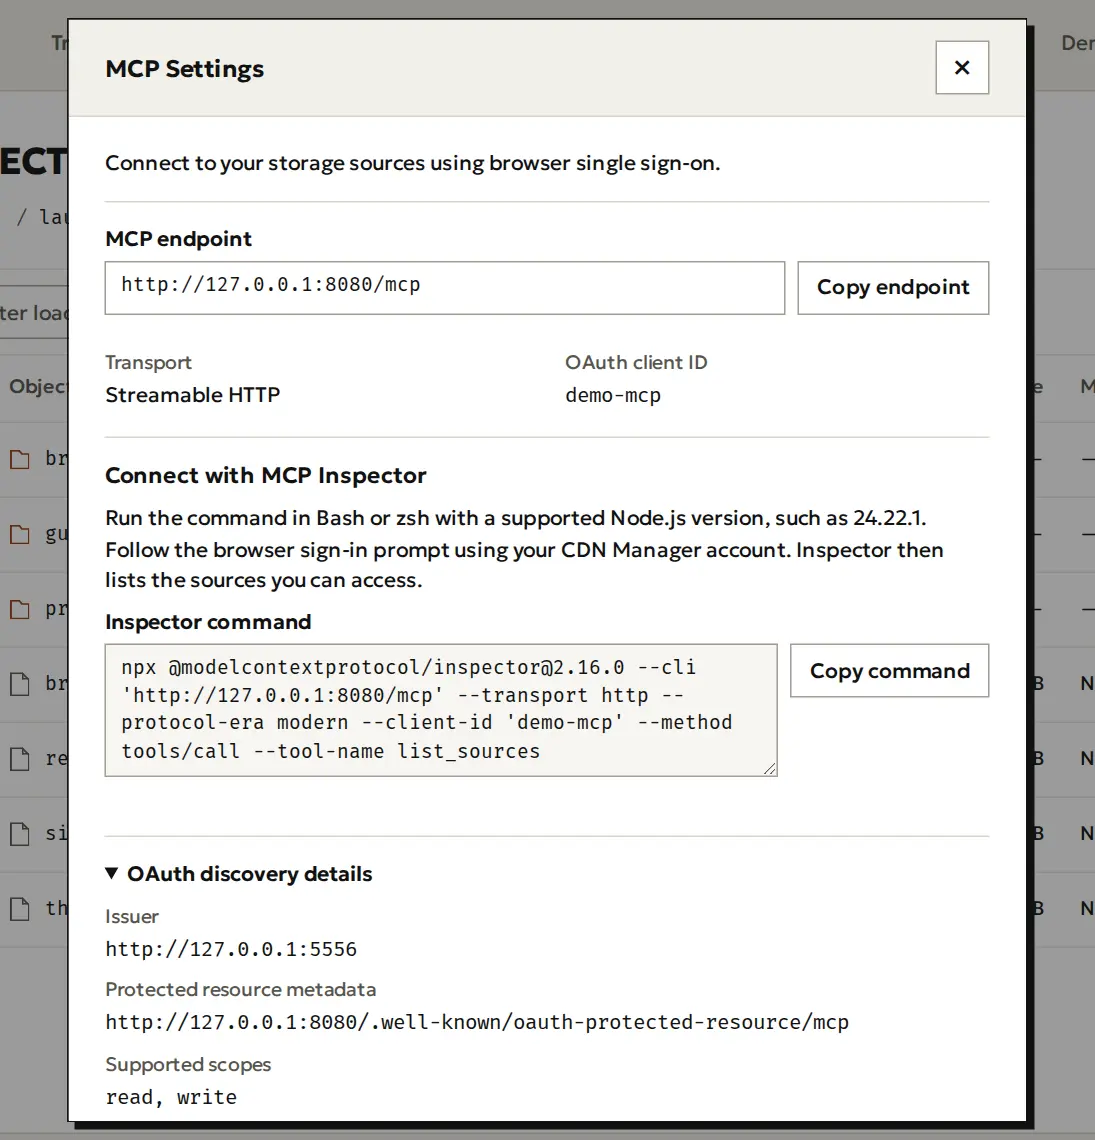 MCP Settings
Connect to your storage sources using browser single sign-on.
MCP endpoint
http://127.0.0.1:8080/mcp
Copy endpoint
Transport
OAuth client ID
Streamable HTTP
demo-mcp
Connect with MCP Inspector
Run the command in Bash or zsh with a supported Node.js version, such as 24.22.1.
Follow the browser sign-in prompt using your CDN Manager account. Inspector then
lists the sources you can access.
Inspector command
npx @modelcontextprotocol/inspector@2.16.0 --cli
'http://127.0.0.1:8080/mcp' --transport http --
protocol-era modern --client-id 'demo-mcp' --method
tools/call --tool-name list_sources
Copy command
▼ OAuth discovery details
Issuer
http://127.0.0.1:5556
Protected resource metadata
http://127.0.0.1:8080/.well-known/oauth-protected-resource/mcp
Supported scopes
read, write